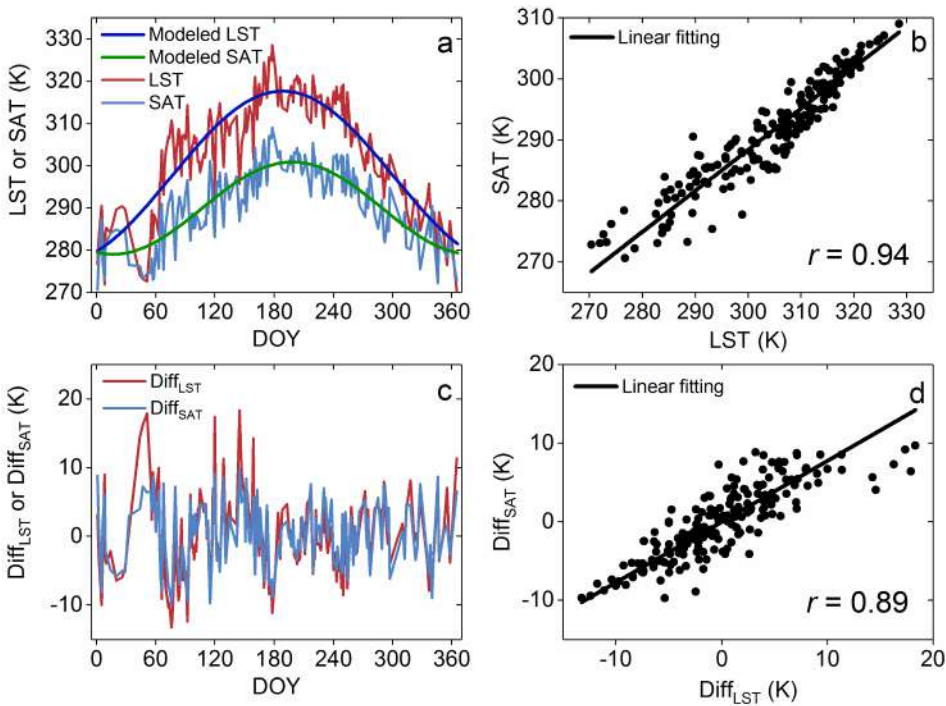 330
320
310
300
290
280
270
LST or SAT (K)
Modeled LST
Modeled SAT
LST
SAT
a
0 60 120 180 240 300 360
DOY
310
300
290
280
270
SAT (K)
Linear fitting
b
r = 0.94
270 280 290 300 310 320 330
LST (K)
20
10
0
-10
Diff_LST or Diff_SAT (K)
Diff_LST
Diff_SAT
c
0 60 120 180 240 300 360
DOY
20
10
0
-10
Diff_SAT (K)
Linear fitting
d
r = 0.89
-10 0 10 20
Diff_LST (K)